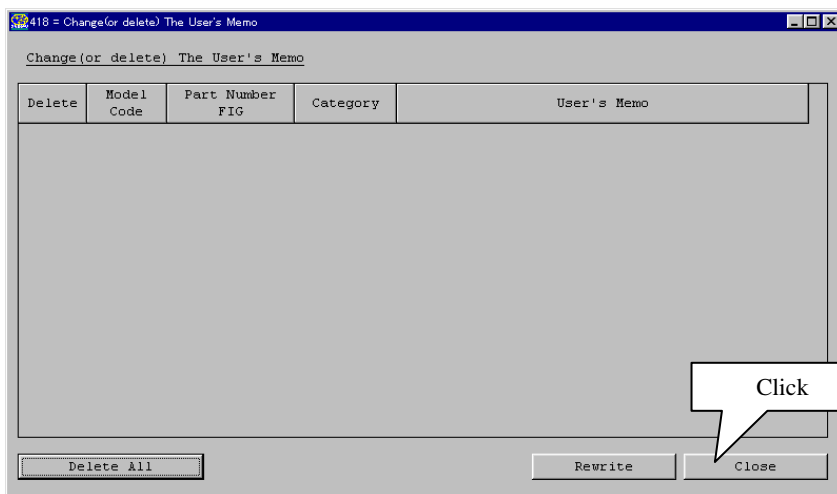 418 = Change(or delete) The User's Memo
Change(or delete) The User's Memo
Delete
Model
Code
Part Number
FIG
Category
User's Memo
Click
Delete All
Rewrite
Close